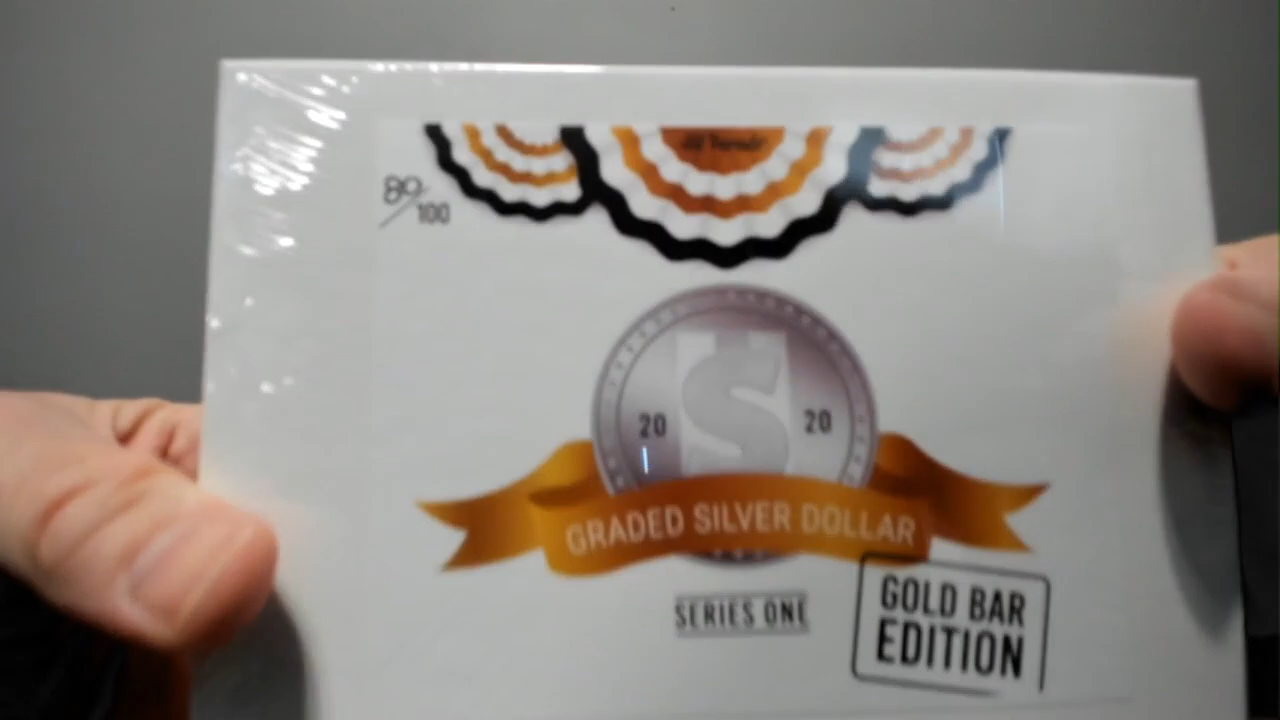 89/100
20 $ 20
GRADED SILVER DOLLAR
SERIES ONE
GOLD BAR
EDITION